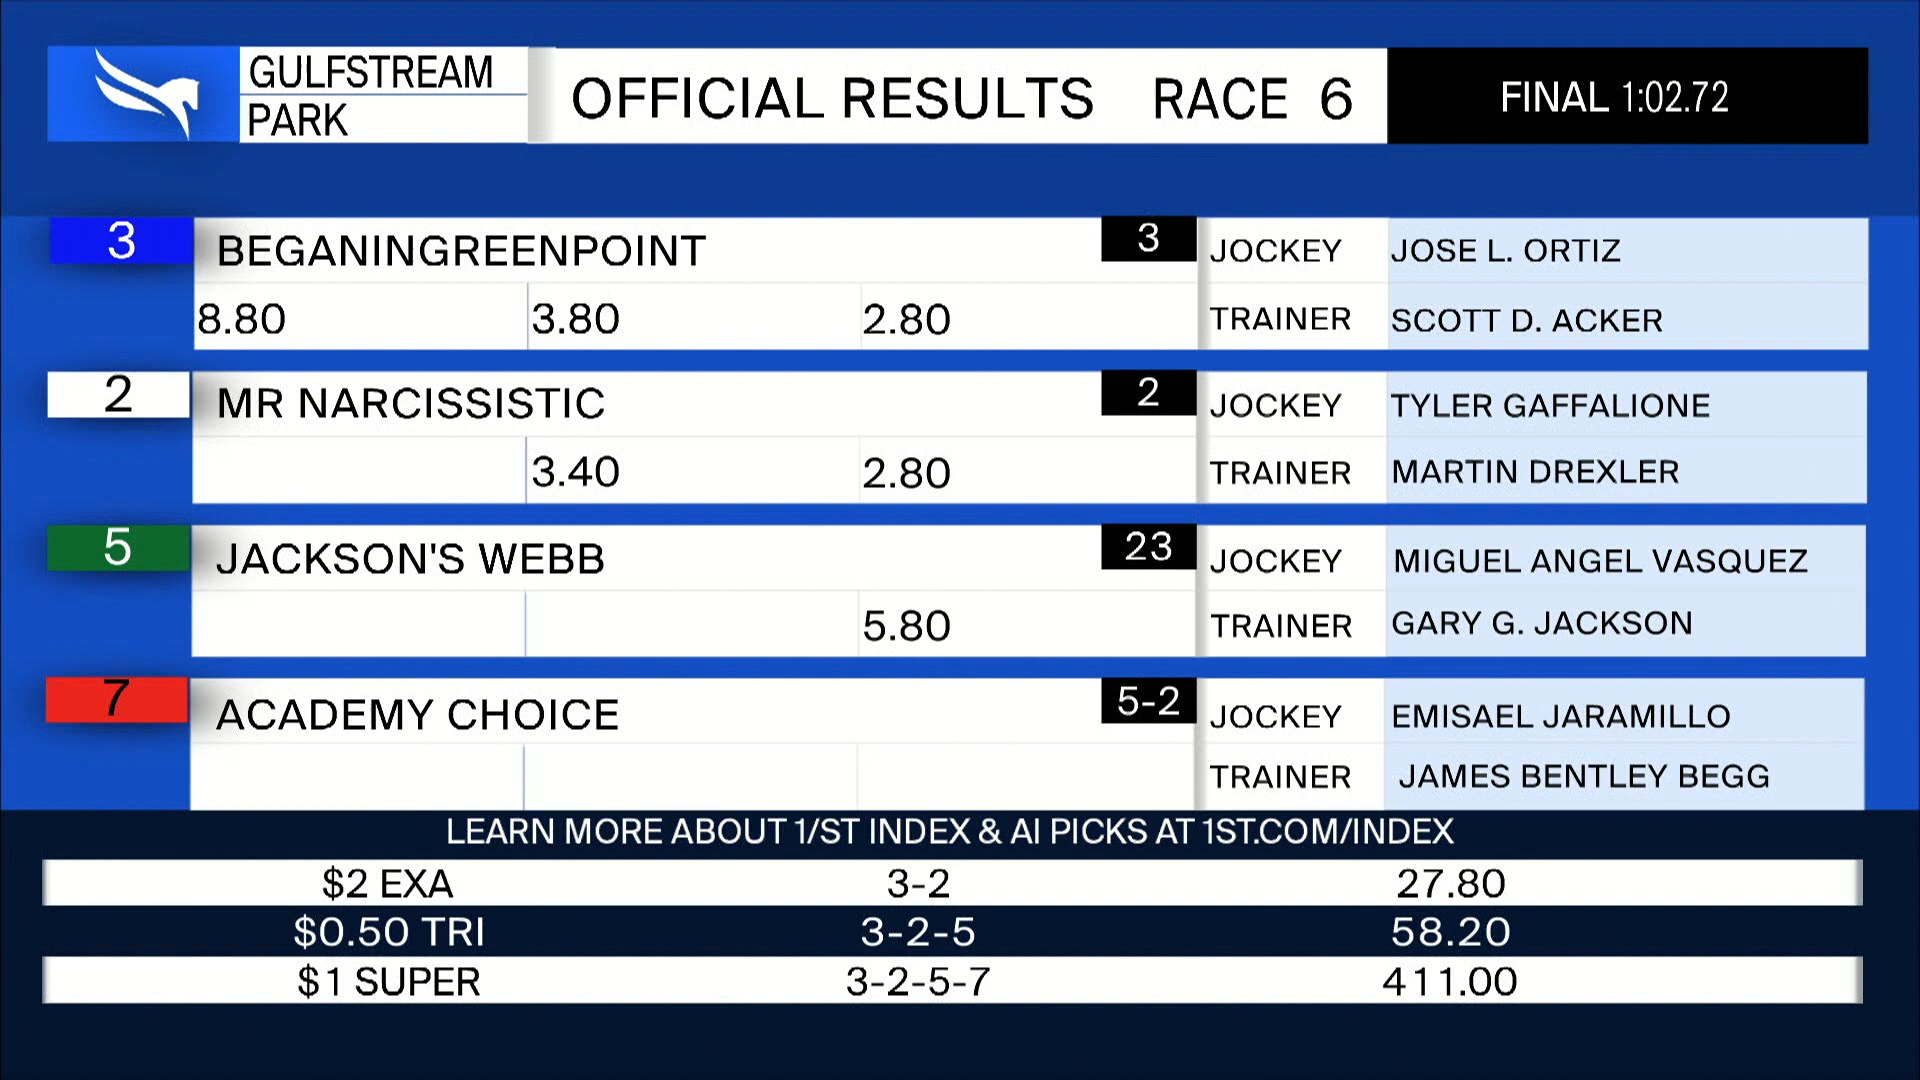 GULFSTREAM
PARK
OFFICIAL RESULTS RACE 6
FINAL 1:02.72
3 BEGANINGREENPOINT 3 JOCKEY JOSE L. ORTIZ
8.80 3.80 2.80 TRAINER SCOTT D. ACKER
2 MR NARCISSISTIC 2 JOCKEY TYLER GAFFALIONE
3.40 2.80 TRAINER MARTIN DREXLER
5 JACKSON'S WEBB 23 JOCKEY MIGUEL ANGEL VASQUEZ
5.80 TRAINER GARY G. JACKSON
7 ACADEMY CHOICE 5-2 JOCKEY EMISAEL JARAMILLO
TRAINER JAMES BENTLEY BEGG
LEARN MORE ABOUT 1/ST INDEX & AI PICKS AT 1ST.COM/INDEX
$2 EXA 3-2 27.80
$0.50 TRI 3-2-5 58.20
$1 SUPER 3-2-5-7 411.00